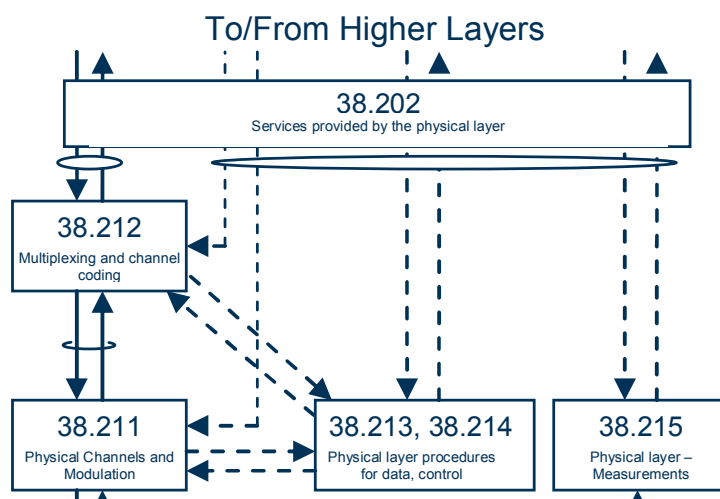 To/From Higher Layers
38.202
Services provided by the physical layer
38.212
Multiplexing and channel
coding
38.211
Physical Channels and
Modulation
38.213, 38.214
Physical layer procedures
for data, control
38.215
Physical layer –
Measurements